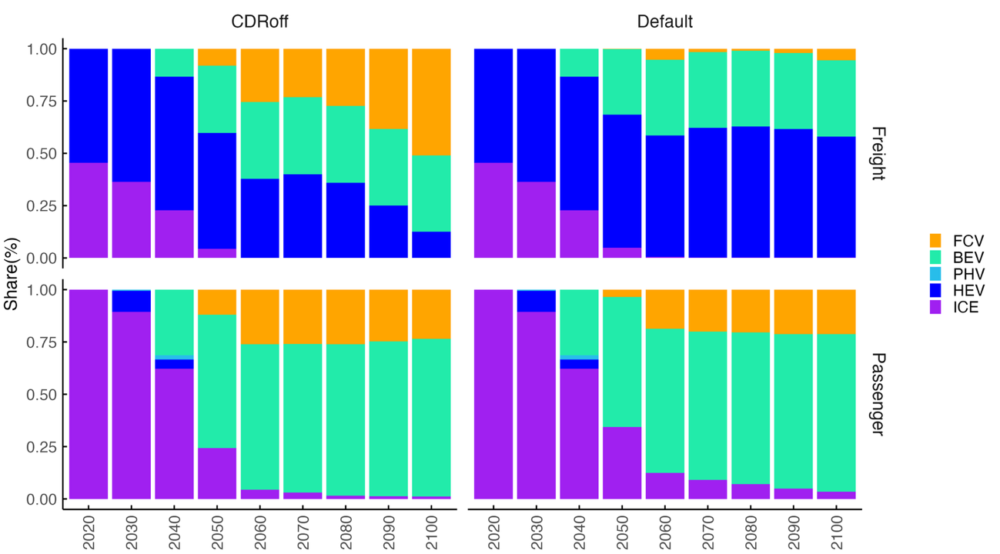 CDRoff Default
1.00
0.75
0.50
0.25
0.00
Freight
1.00
0.75
0.50
0.25
0.00
Passenger
Share(%)
2020 2030 2040 2050 2060 2070 2080 2090 2100
2020 2030 2040 2050 2060 2070 2080 2090 2100
FCV
BEV
PHV
HEV
ICE